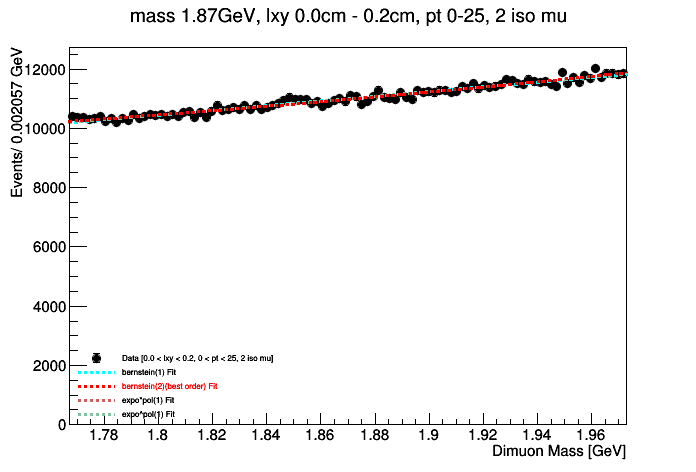 mass 1.87GeV, lxy 0.0cm - 0.2cm, pt 0-25, 2 iso mu
Events/ 0.002057 GeV
12000
10000
8000
6000
4000
2000
0
Data [0.0 < lxy < 0.2, 0 < pt < 25, 2 iso mu]
bernstein(1) Fit
bernstein(2)(best order) Fit
expo*pol(1) Fit
expo^pol(1) Fit
1.78 1.8 1.82 1.84 1.86 1.88 1.9 1.92 1.94 1.96
Dimuon Mass [GeV]